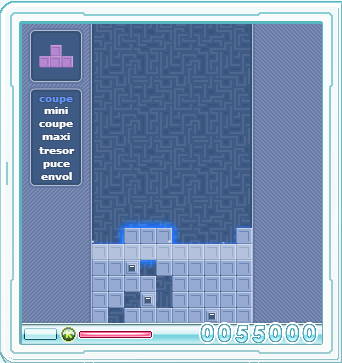 coupe
mini
coupe
maxi
tresor
puce
envol
0055000